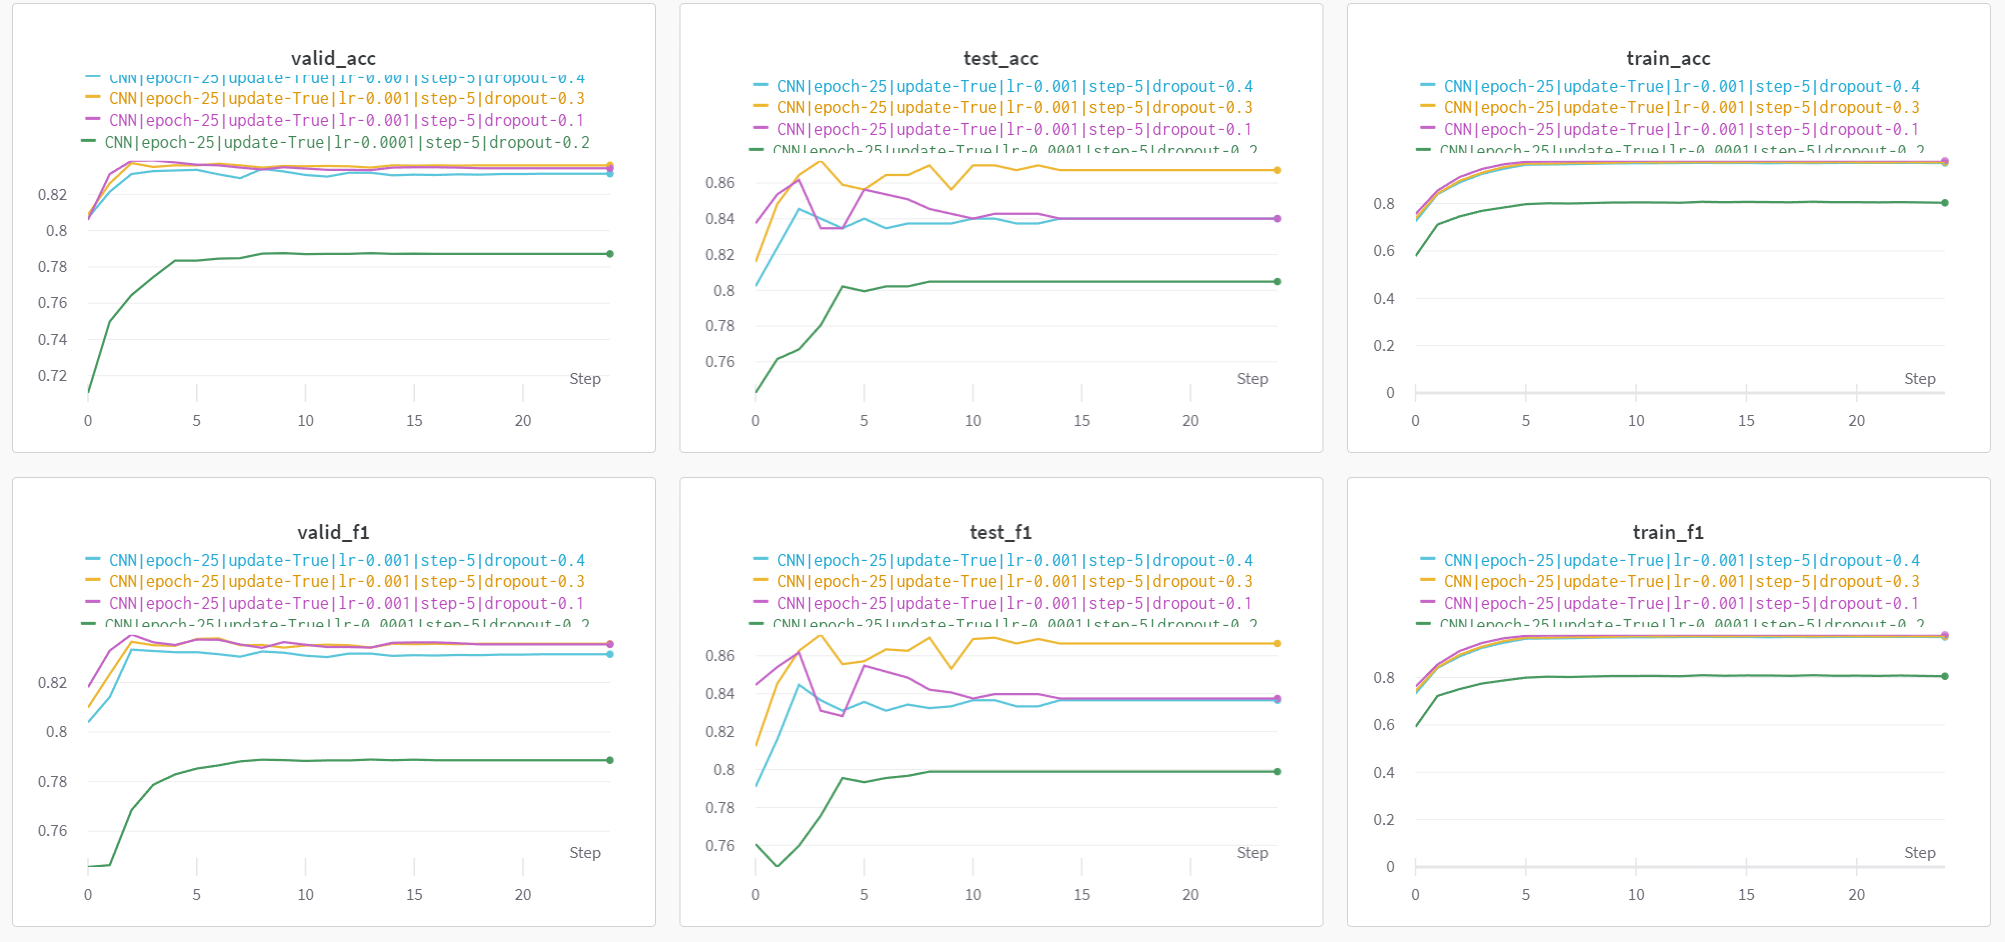 valid_acc
CNN|epoch-25|update-True|lr-0.001|step-5|dropout-0.4
CNN|epoch-25|update-True|lr-0.001|step-5|dropout-0.3
CNN|epoch-25|update-True|lr-0.001|step-5|dropout-0.1
CNN|epoch-25|update-True|lr-0.0001|step-5|dropout-0.2
0.82
0.8
0.78
0.76
0.74
0.72
Step
0 5 10 15 20
test_acc
CNN|epoch-25|update-True|lr-0.001|step-5|dropout-0.4
CNN|epoch-25|update-True|lr-0.001|step-5|dropout-0.3
CNN|epoch-25|update-True|lr-0.001|step-5|dropout-0.1
CNN|epoch-25|update-True|lr-0.0001|step-5|dropout-0.2
0.86
0.84
0.82
0.8
0.78
0.76
Step
0 5 10 15 20
train_acc
CNN|epoch-25|update-True|lr-0.001|step-5|dropout-0.4
CNN|epoch-25|update-True|lr-0.001|step-5|dropout-0.3
CNN|epoch-25|update-True|lr-0.001|step-5|dropout-0.1
CNN|epoch-25|update-True|lr-0.0001|step-5|dropout-0.2
0.8
0.6
0.4
0.2
0
Step
0 5 10 15 20
valid_f1
CNN|epoch-25|update-True|lr-0.001|step-5|dropout-0.4
CNN|epoch-25|update-True|lr-0.001|step-5|dropout-0.3
CNN|epoch-25|update-True|lr-0.001|step-5|dropout-0.1
CNN|epoch-25|update-True|lr-0.0001|step-5|dropout-0.2
0.82
0.8
0.78
0.76
Step
0 5 10 15 20
test_f1
CNN|epoch-25|update-True|lr-0.001|step-5|dropout-0.4
CNN|epoch-25|update-True|lr-0.001|step-5|dropout-0.3
CNN|epoch-25|update-True|lr-0.001|step-5|dropout-0.1
CNN|epoch-25|update-True|lr-0.0001|step-5|dropout-0.2
0.86
0.84
0.82
0.8
0.78
0.76
Step
0 5 10 15 20
train_f1
CNN|epoch-25|update-True|lr-0.001|step-5|dropout-0.4
CNN|epoch-25|update-True|lr-0.001|step-5|dropout-0.3
CNN|epoch-25|update-True|lr-0.001|step-5|dropout-0.1
CNN|epoch-25|update-True|lr-0.0001|step-5|dropout-0.2
0.8
0.6
0.4
0.2
0
Step
0 5 10 15 20